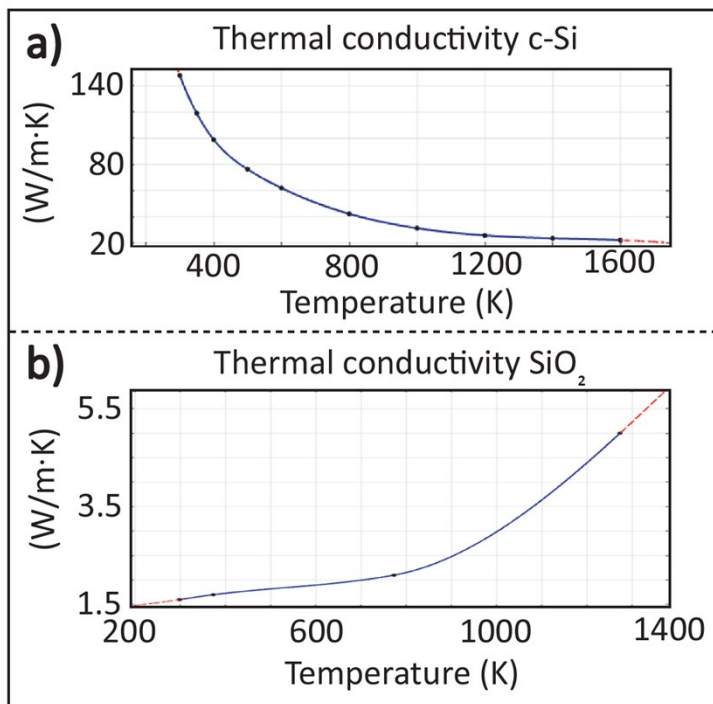 a) Thermal conductivity c-Si
(W/m·K)
140
80
20
400 800 1200 1600
Temperature (K)
b) Thermal conductivity SiO₂
(W/m·K)
5.5
3.5
1.5
200 600 1000 1400
Temperature (K)